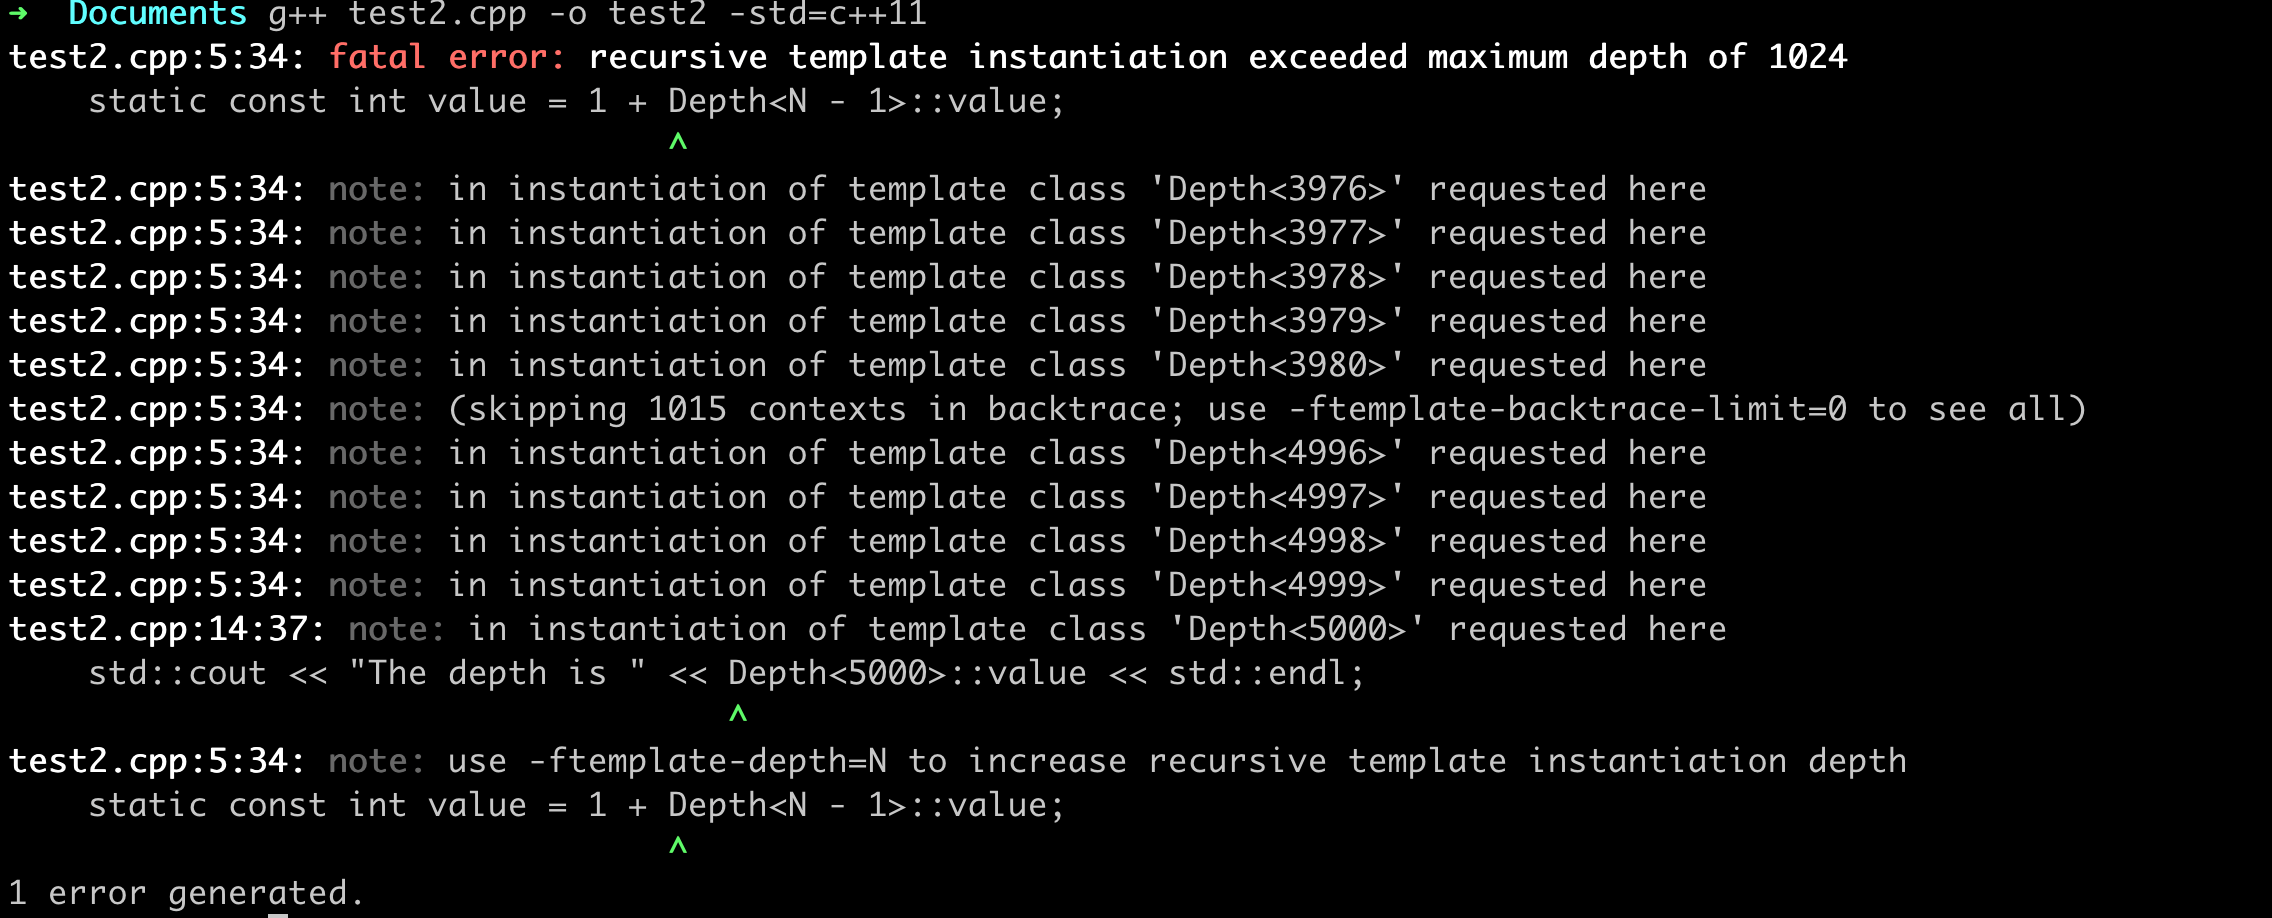 ➜  Documents g++ test2.cpp -o test2 -std=c++11
test2.cpp:5:34: fatal error: recursive template instantiation exceeded maximum depth of 1024
    static const int value = 1 + Depth<N - 1>::value;
                                 ^
test2.cpp:5:34: note: in instantiation of template class 'Depth<3976>' requested here
test2.cpp:5:34: note: in instantiation of template class 'Depth<3977>' requested here
test2.cpp:5:34: note: in instantiation of template class 'Depth<3978>' requested here
test2.cpp:5:34: note: in instantiation of template class 'Depth<3979>' requested here
test2.cpp:5:34: note: in instantiation of template class 'Depth<3980>' requested here
test2.cpp:5:34: note: (skipping 1015 contexts in backtrace; use -ftemplate-backtrace-limit=0 to see all)
test2.cpp:5:34: note: in instantiation of template class 'Depth<4996>' requested here
test2.cpp:5:34: note: in instantiation of template class 'Depth<4997>' requested here
test2.cpp:5:34: note: in instantiation of template class 'Depth<4998>' requested here
test2.cpp:5:34: note: in instantiation of template class 'Depth<4999>' requested here
test2.cpp:14:37: note: in instantiation of template class 'Depth<5000>' requested here
    std::cout << "The depth is " << Depth<5000>::value << std::endl;
                                    ^
test2.cpp:5:34: note: use -ftemplate-depth=N to increase recursive template instantiation depth
    static const int value = 1 + Depth<N - 1>::value;
                                 ^
1 error generated.